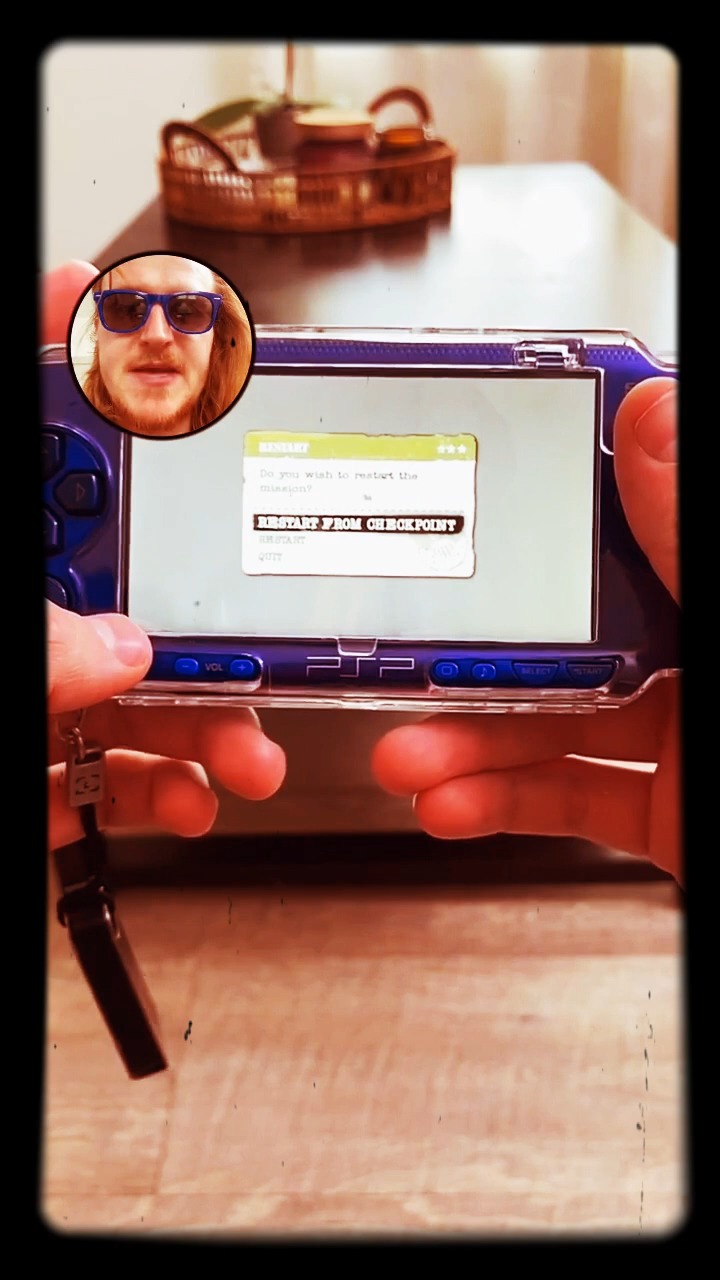 RESTART
Do you wish to restart the
mission?
RESTART FROM CHECKPOINT
RESTART
QUIT
VOL
PSP
SELECT
START